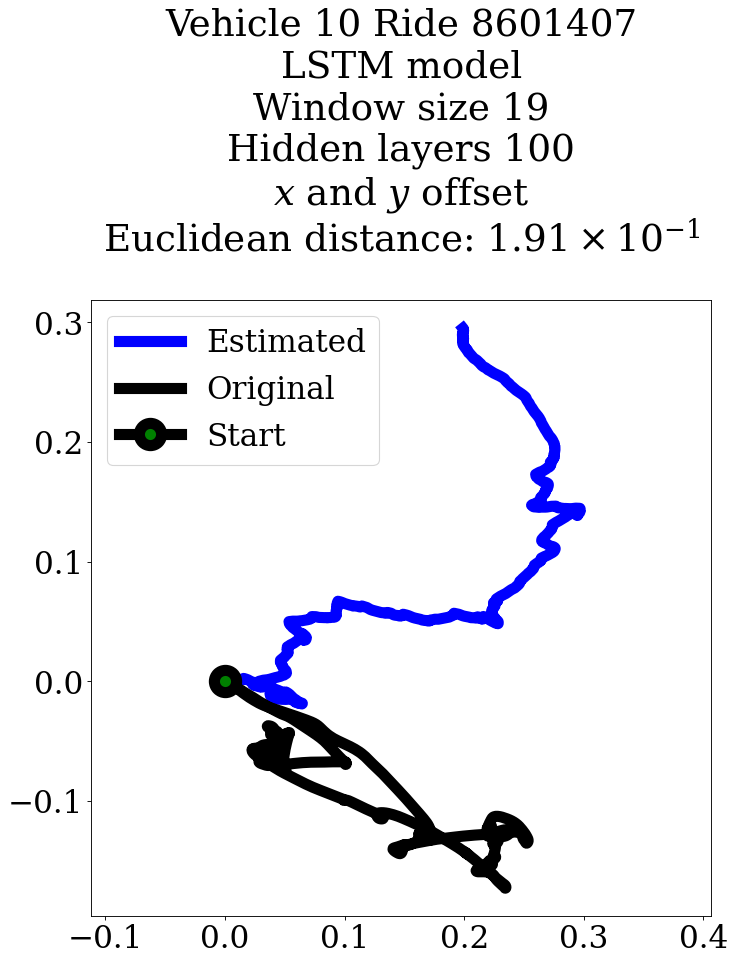 Vehicle 10 Ride 8601407
LSTM model
Window size 19
Hidden layers 100
x and y offset
Euclidean distance: 1.91 × 10⁻¹
Estimated
Original
Start
0.3
0.2
0.1
0.0
−0.1
−0.1 0.0 0.1 0.2 0.3 0.4